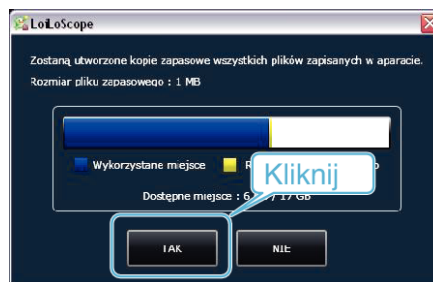 LoiLoScope
Zostaną utworzone kopie zapasowe wszystkich plików zapisanych w aparacie.
Rozmiar pliku zapasowego : 1 MB
Wykorzystane miejsce
Kliknij
Dostępne miejsce : / 17 GB
TAK
NIE